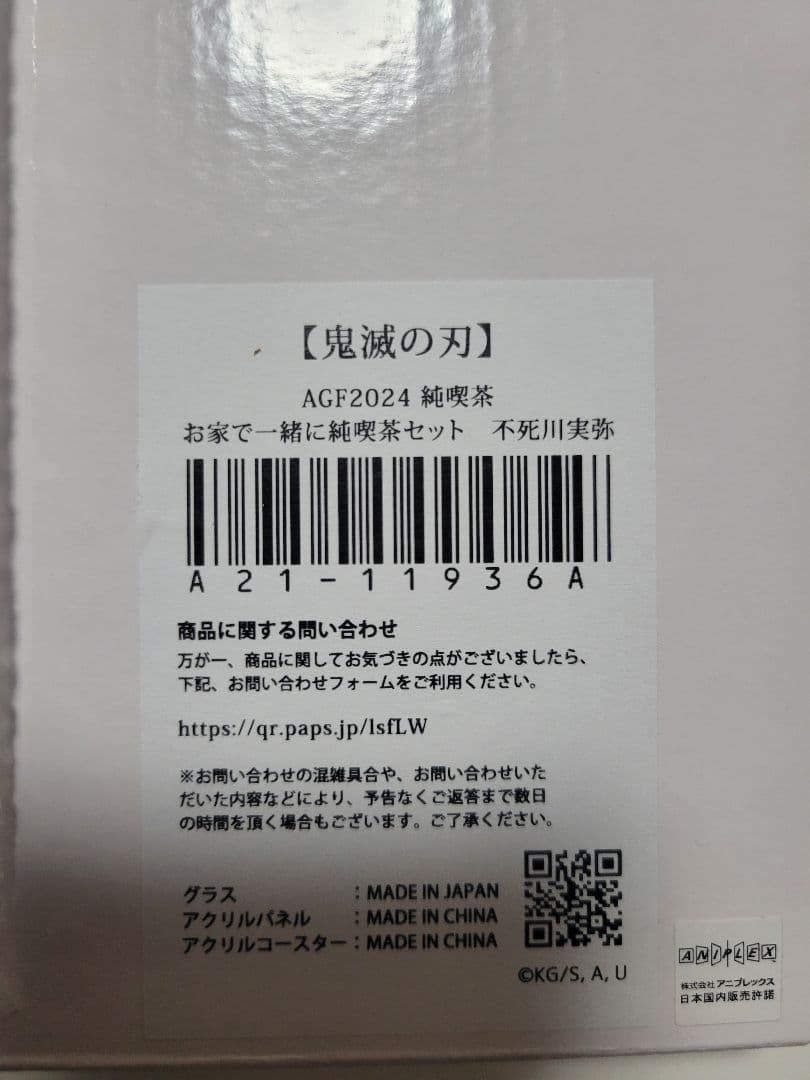 【鬼滅の刃】
AGF2024 純喫茶
お家で一緒に純喫茶セット　不死川実弥
A21-11936A
商品に関する問い合わせ
万が一、商品に関してお気づきの点がございましたら、
下記、お問い合わせフォームをご利用ください。
https://qr.paps.jp/lsfLW
※お問い合わせの混雑具合や、お問い合わせいた
だいた内容などにより、予告なくご返答まで数日
の時間を頂く場合もございます。ご了承ください。
グラス：MADE IN JAPAN
アクリルパネル：MADE IN CHINA
アクリルコースター：MADE IN CHINA
©KG/S, A, U
ANIPLEX
株式会社 アニプレックス
日本国内販売許諾